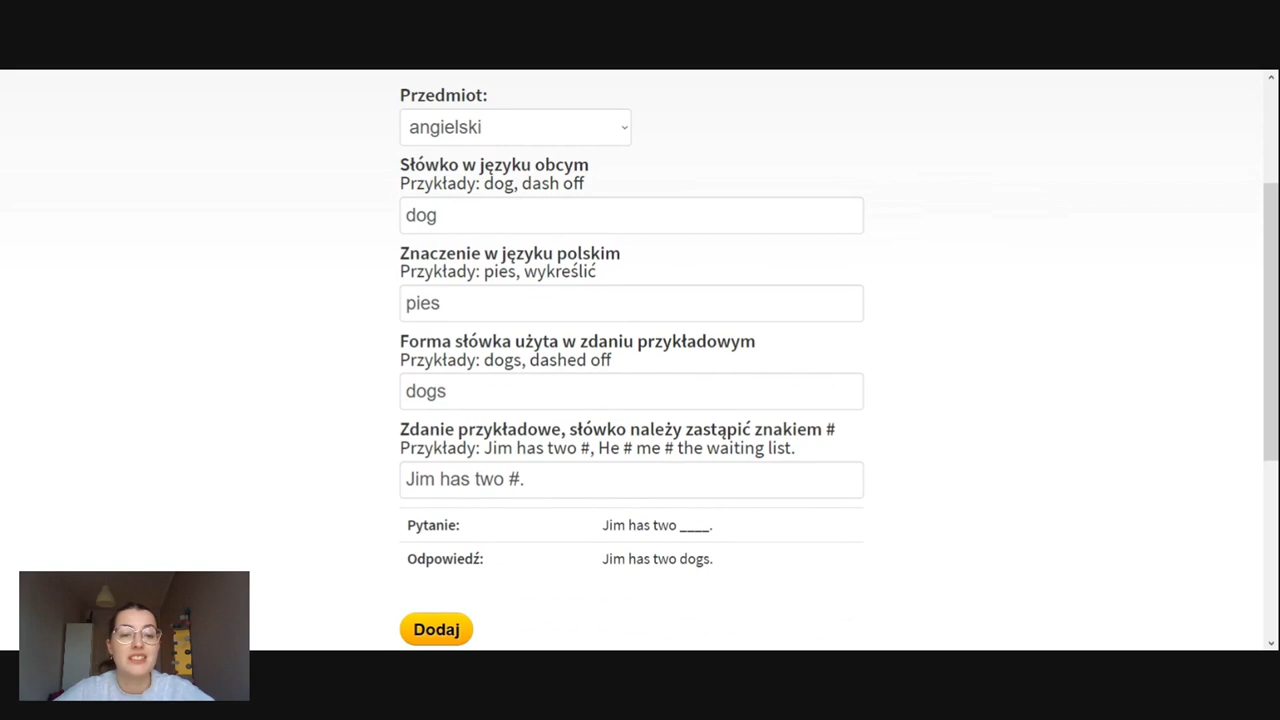 Przedmiot:
angielski
Słówko w języku obcym
Przykłady: dog, dash off
dog
Znaczenie w języku polskim
Przykłady: pies, wykreślić
pies
Forma słówka użyta w zdaniu przykładowym
Przykłady: dogs, dashed off
dogs
Zdanie przykładowe, słówko należy zastąpić znakiem #
Przykłady: Jim has two #, He # me # the waiting list.
Jim has two #.
Pytanie: Jim has two ____.
Odpowiedź: Jim has two dogs.
Dodaj